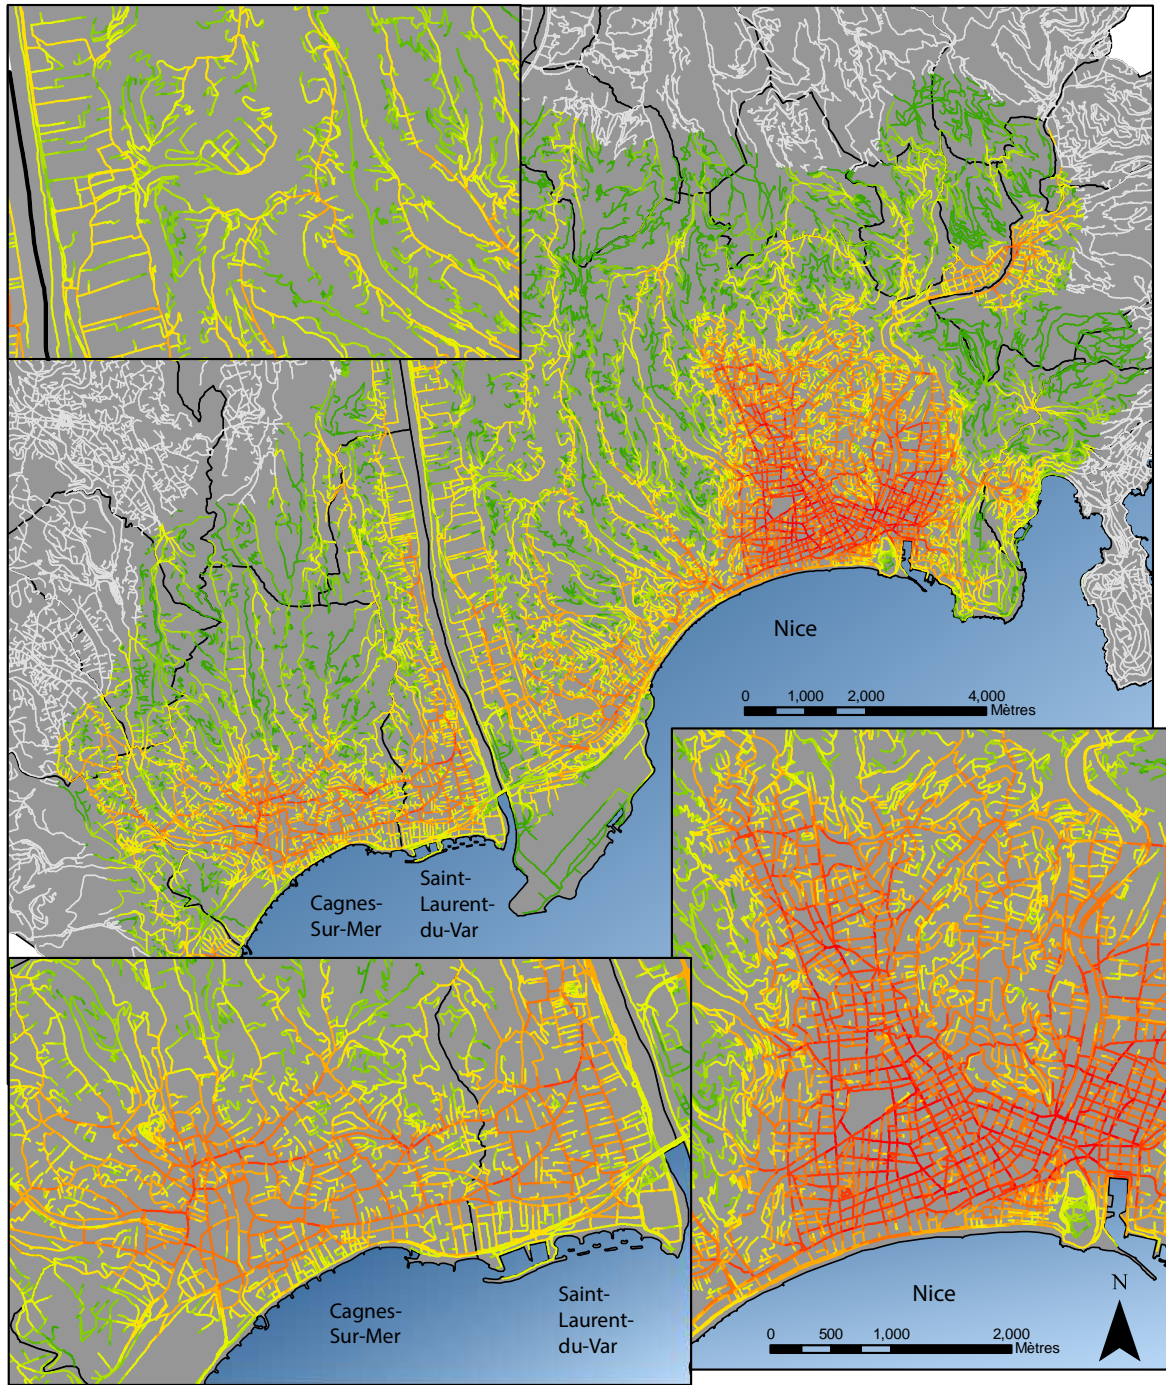 Nice
0 1,000 2,000 4,000
Mètres
Saint-
Laurent-
du-Var
Cagnes-
Sur-Mer
Cagnes-
Sur-Mer
Saint-
Laurent-
du-Var
Nice
N
0 500 1,000 2,000
Mètres